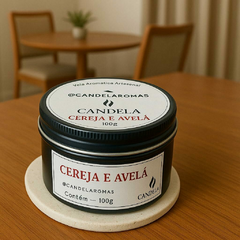 Vela Aromática Artesanal
@CANDELAROMAS
CANDELA
CEREJA E AVELÃ
100g
CEREJA E AVELÃ
@CANDELAROMAS
Contém — 100g
CANDELA